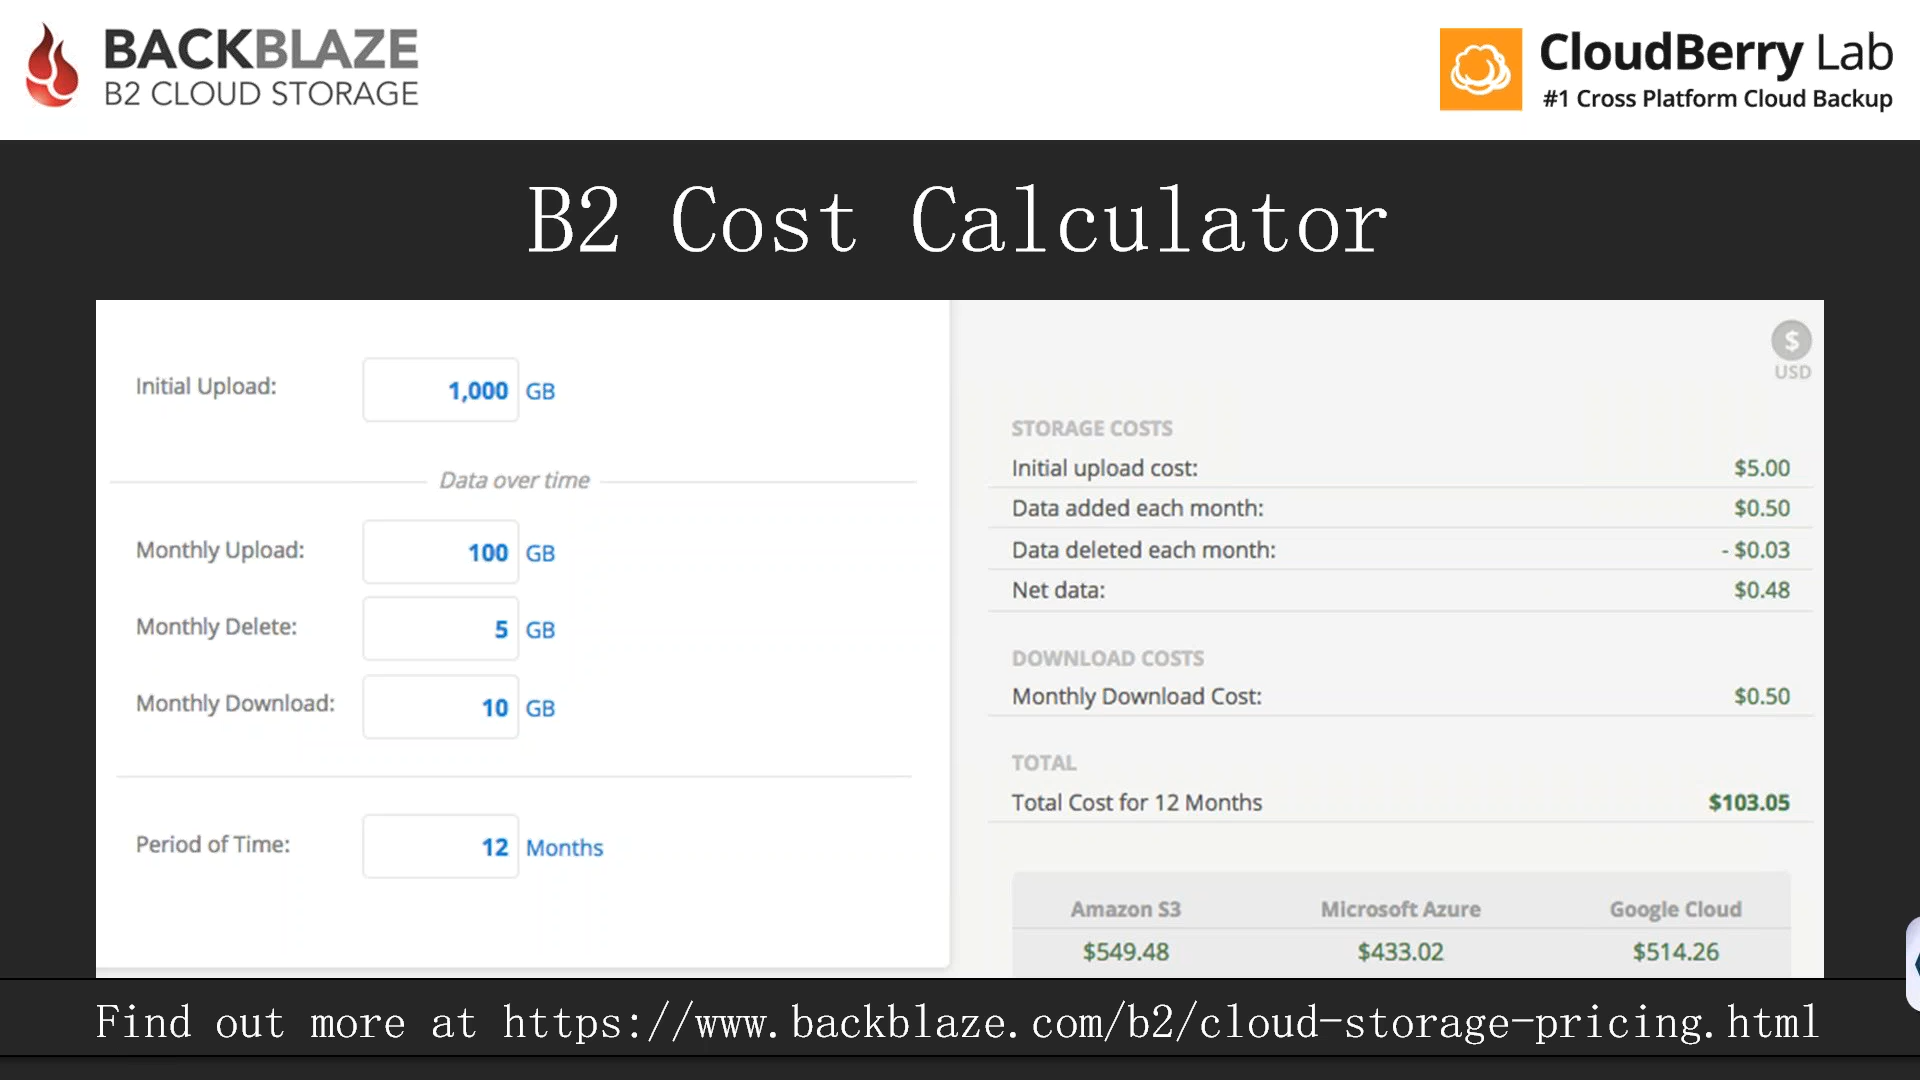 BACKBLAZE
B2 CLOUD STORAGE
CloudBerry Lab
#1 Cross Platform Cloud Backup
B2 Cost Calculator
Initial Upload: 1,000 GB
Data over time
Monthly Upload: 100 GB
Monthly Delete: 5 GB
Monthly Download: 10 GB
Period of Time: 12 Months
$
USD
STORAGE COSTS
Initial upload cost: $5.00
Data added each month: $0.50
Data deleted each month: - $0.03
Net data: $0.48
DOWNLOAD COSTS
Monthly Download Cost: $0.50
TOTAL
Total Cost for 12 Months $103.05
Amazon S3 Microsoft Azure Google Cloud
$549.48 $433.02 $514.26
Find out more at https://www.backblaze.com/b2/cloud-storage-pricing.html